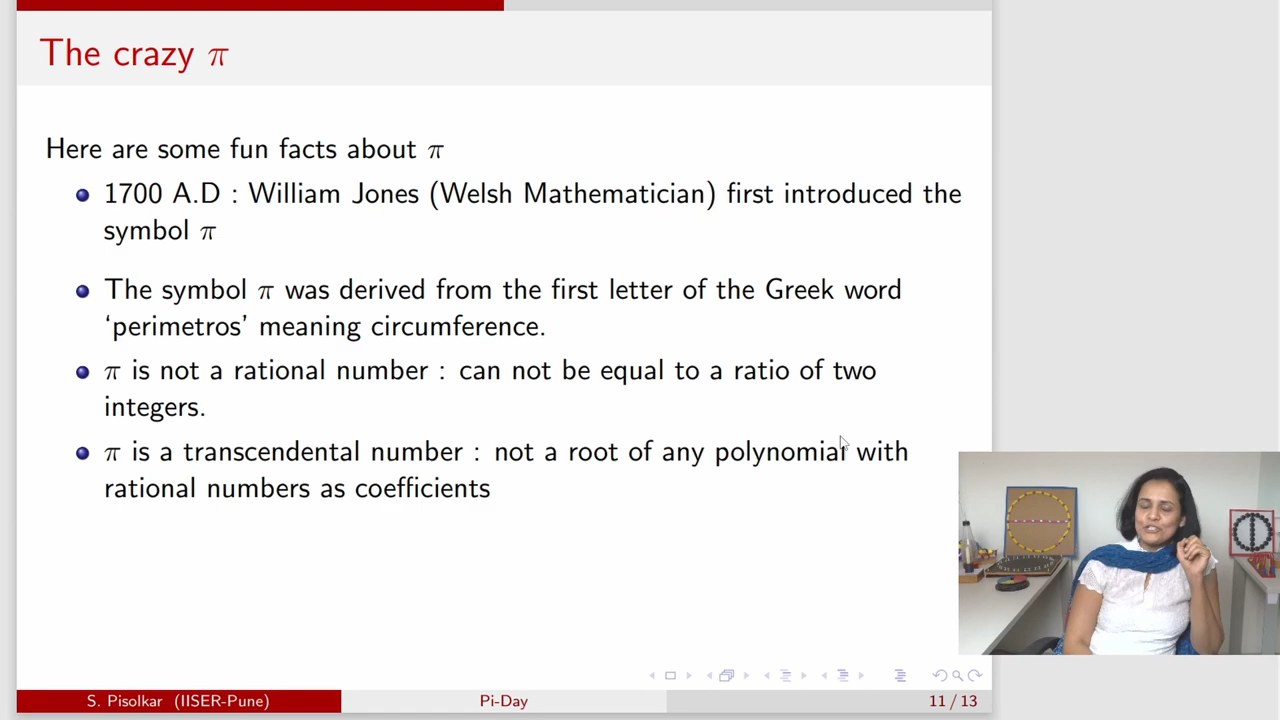 The crazy π
Here are some fun facts about π
1700 A.D : William Jones (Welsh Mathematician) first introduced the
symbol π
The symbol π was derived from the first letter of the Greek word
‘perimetros’ meaning circumference.
π is not a rational number : can not be equal to a ratio of two
integers.
π is a transcendental number : not a root of any polynomial with
rational numbers as coefficients
S. Pisolkar (IISER-Pune)
Pi-Day
11 / 13